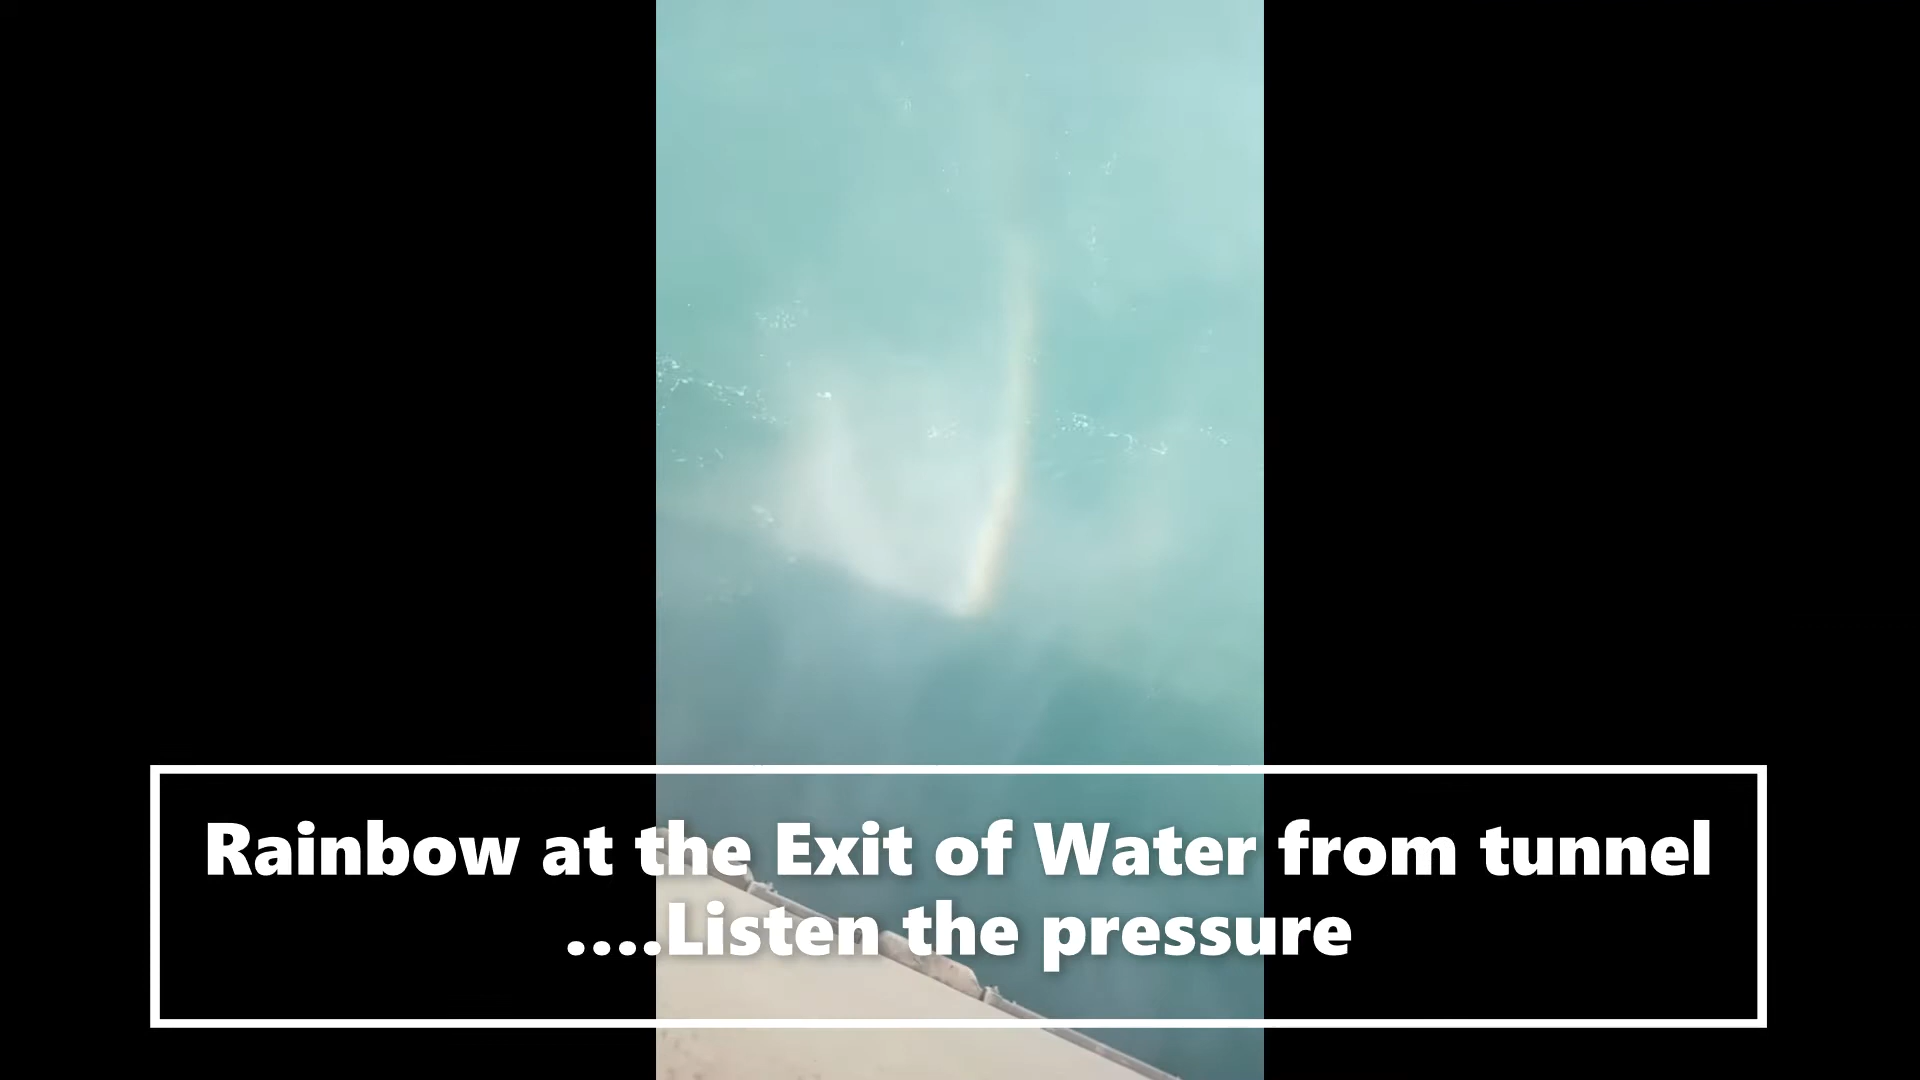 Rainbow at the Exit of Water from tunnel
....Listen the pressure